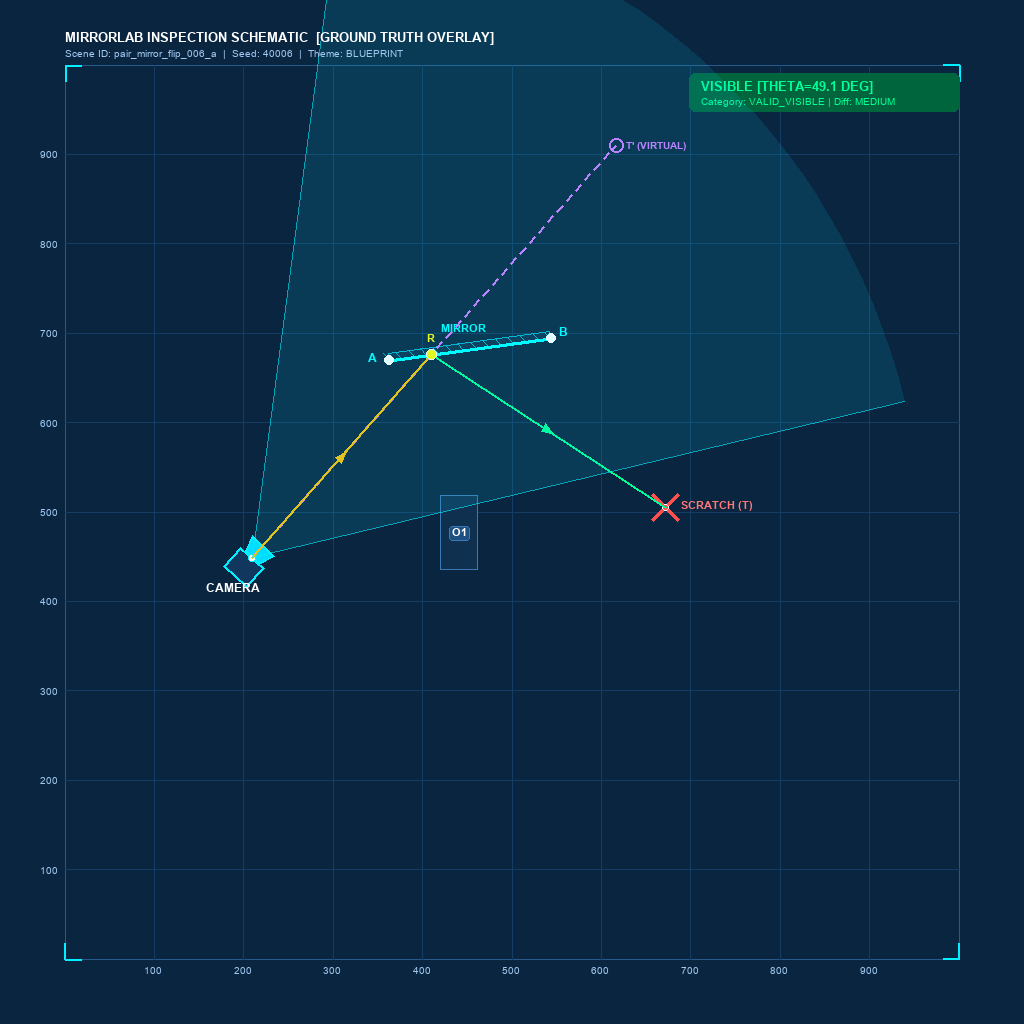 MIRRORLAB INSPECTION SCHEMATIC [GROUND TRUTH OVERLAY]
Scene ID: pair_mirror_flip_006_a | Seed: 40006 | Theme: BLUEPRINT
VISIBLE [THETA=49.1 DEG]
Category: VALID_VISIBLE | Diff: MEDIUM
900
T' (VIRTUAL)
800
700
MIRROR
B
R
A
600
500
SCRATCH (T)
O1
CAMERA
400
300
200
100
100 200 300 400 500 600 700 800 900